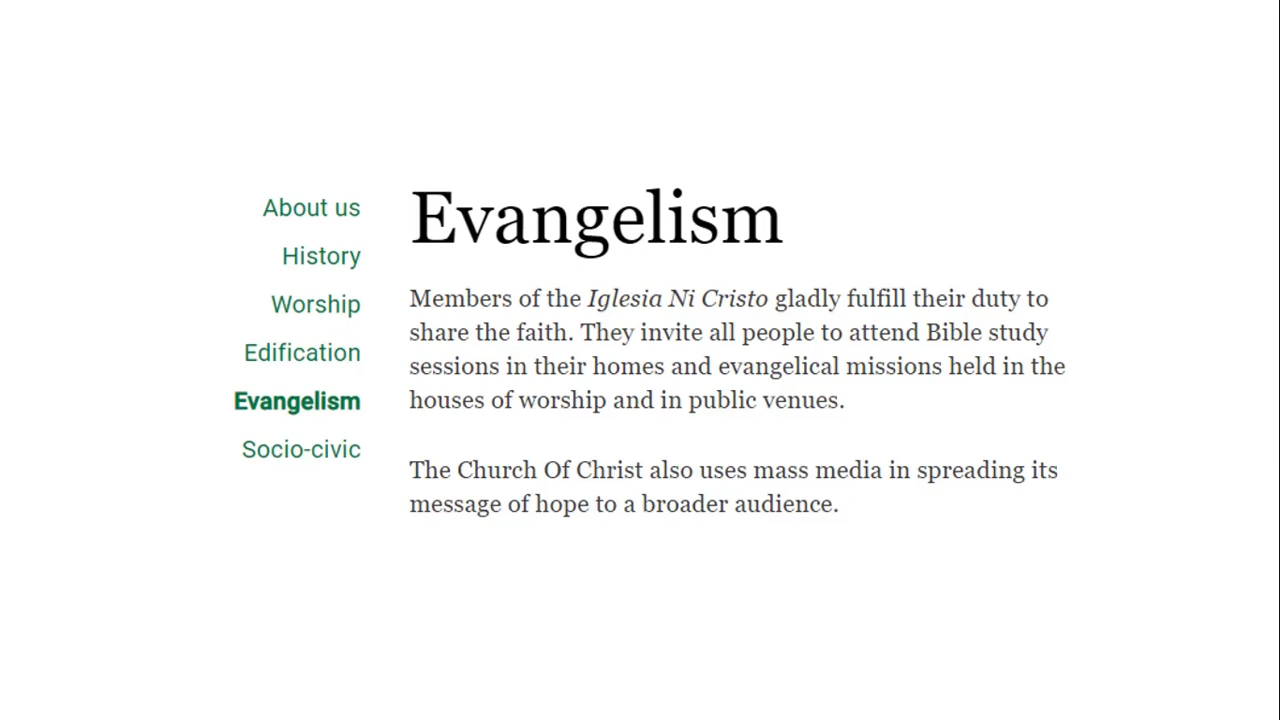 About us
History
Worship
Edification
Evangelism
Socio-civic
Evangelism
Members of the Iglesia Ni Cristo gladly fulfill their duty to
share the faith. They invite all people to attend Bible study
sessions in their homes and evangelical missions held in the
houses of worship and in public venues.
The Church Of Christ also uses mass media in spreading its
message of hope to a broader audience.